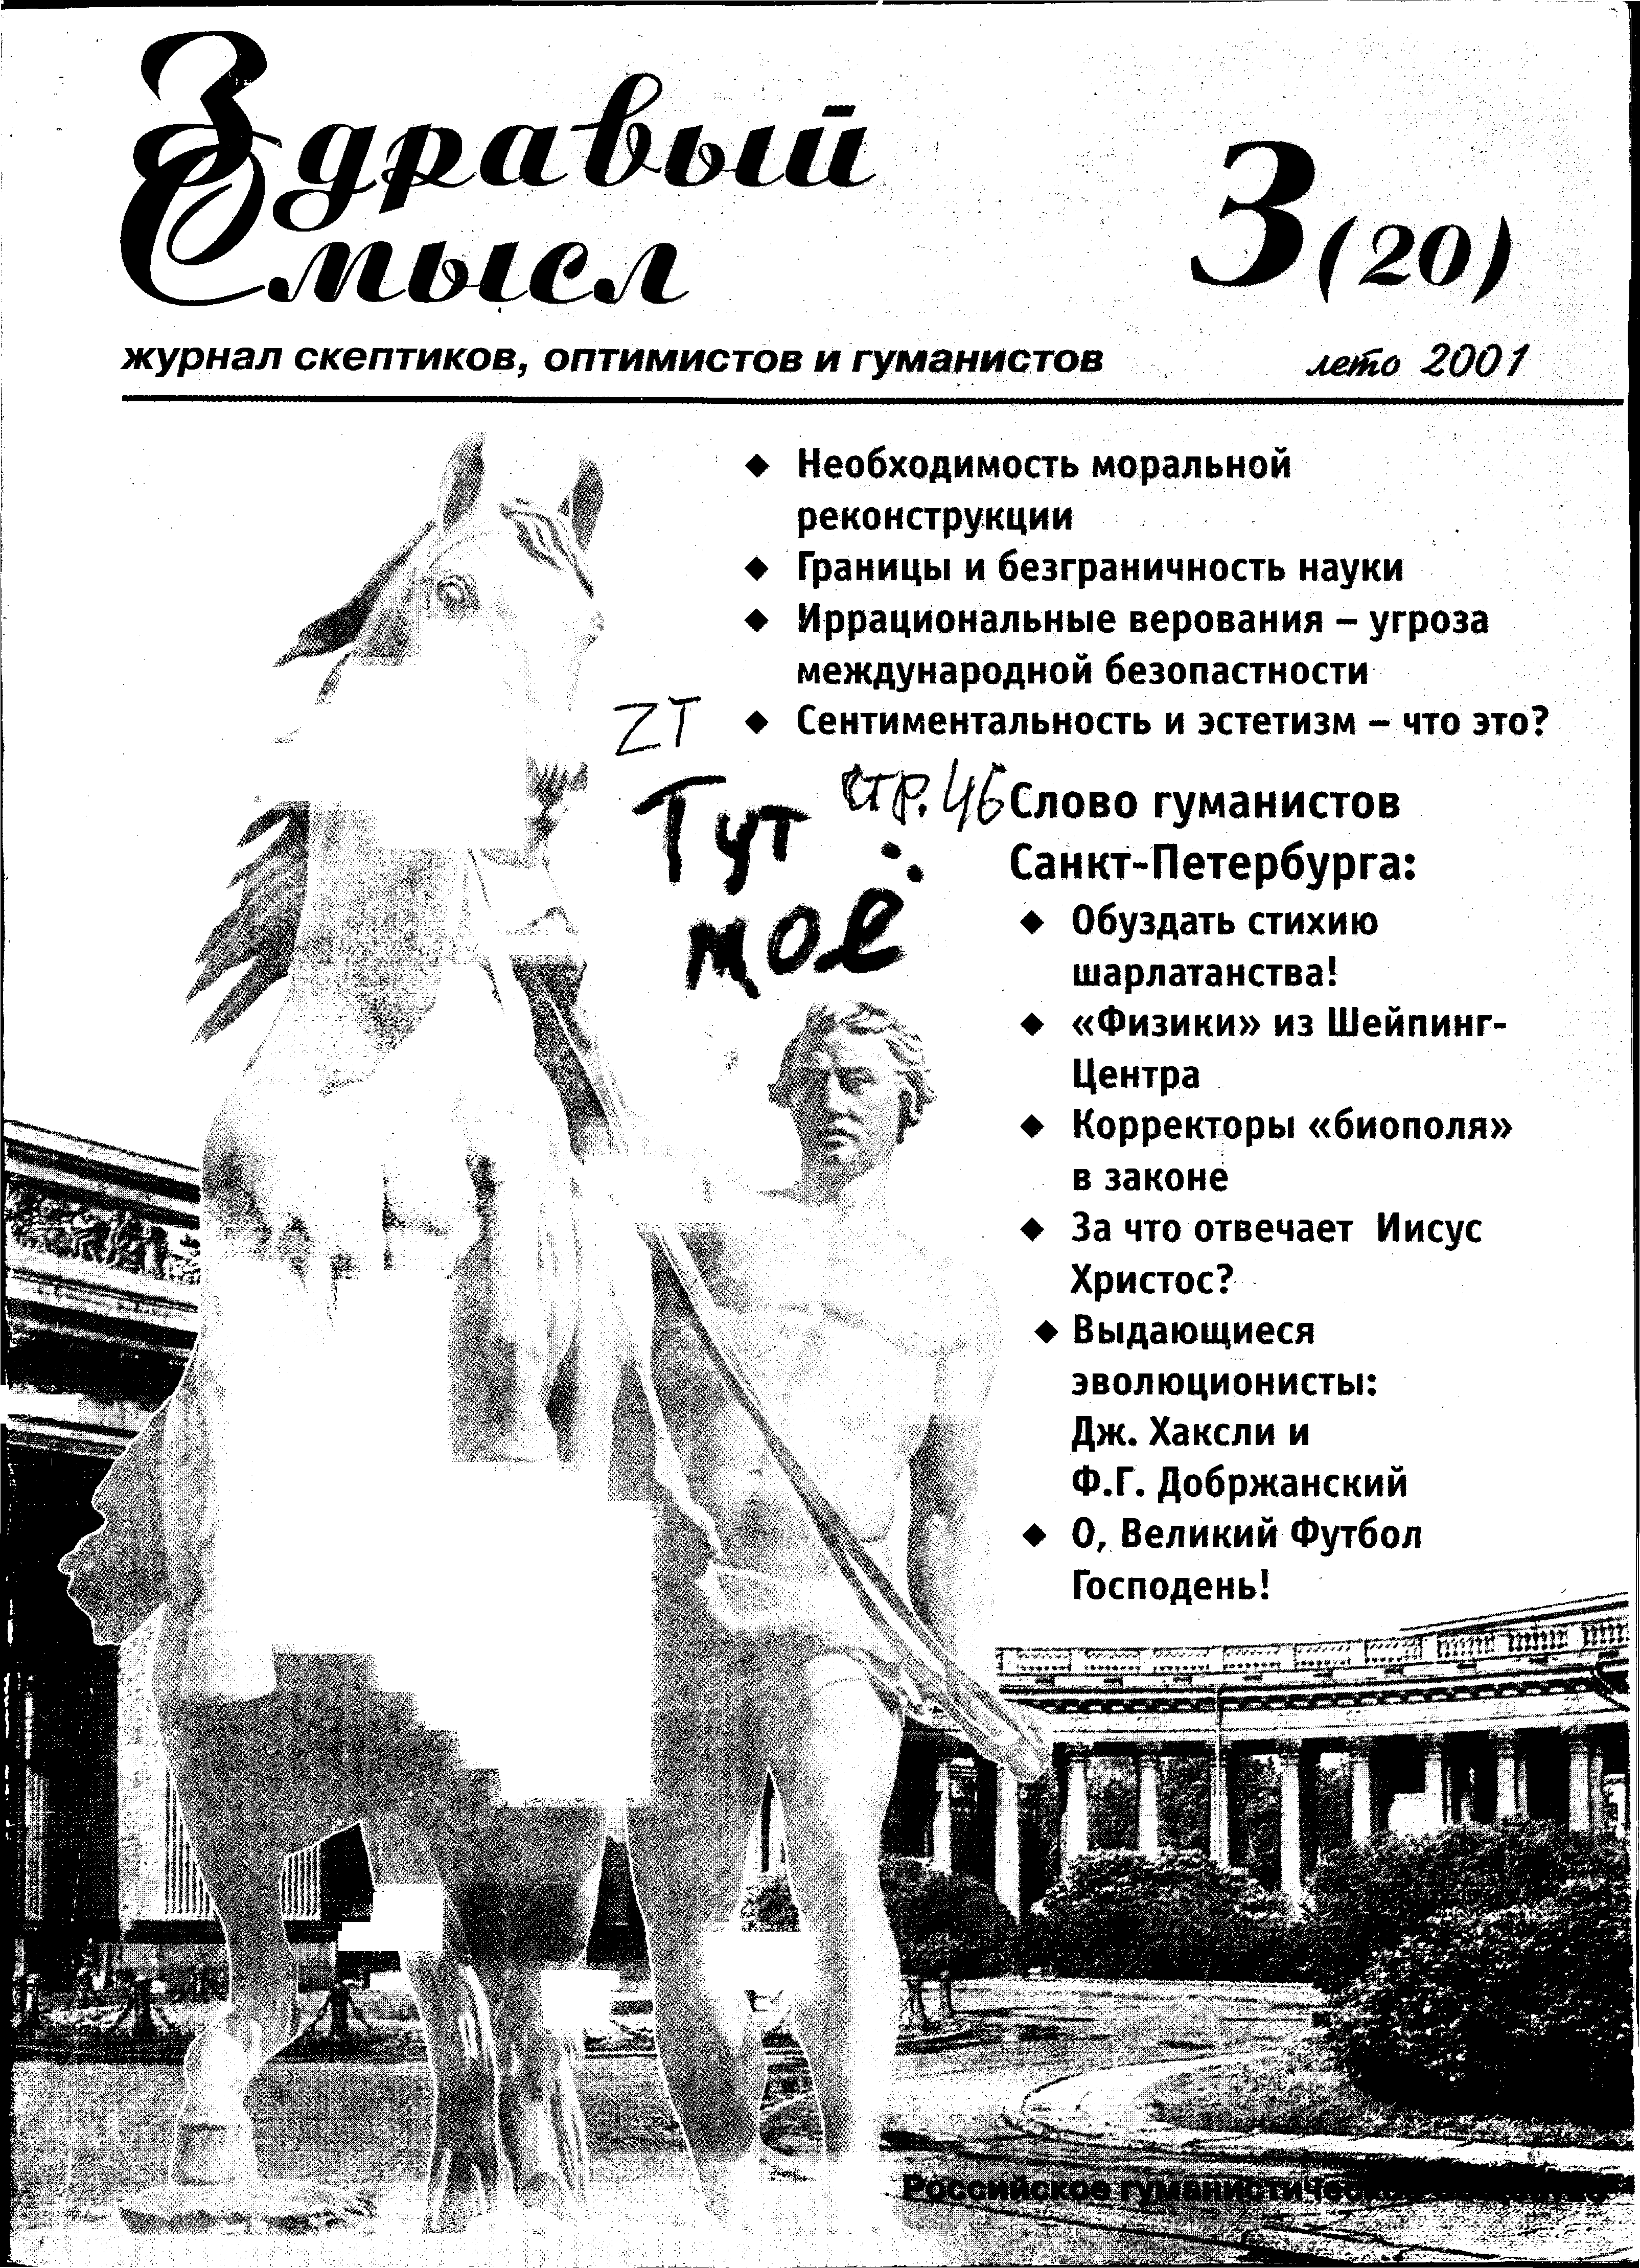 Здравый
Смысл
3 (20)
журнал скептиков, оптимистов и гуманистов
лето 2001
◆ Необходимость моральной
реконструкции
◆ Границы и безграничность науки
◆ Иррациональные верования – угроза
международной безопастности
◆ Сентиментальность и эстетизм – что это?
ZT
Тут
моё
стр. 46
Слово гуманистов
Санкт-Петербурга:
◆ Обуздать стихию
шарлатанства!
◆ «Физики» из Шейпинг-
Центра
◆ Корректоры «биополя»
в законе
◆ За что отвечает Иисус
Христос?
◆ Выдающиеся
эволюционисты:
Дж. Хаксли и
Ф.Г. Добржанский
◆ О, Великий Футбол
Господень!
Российское